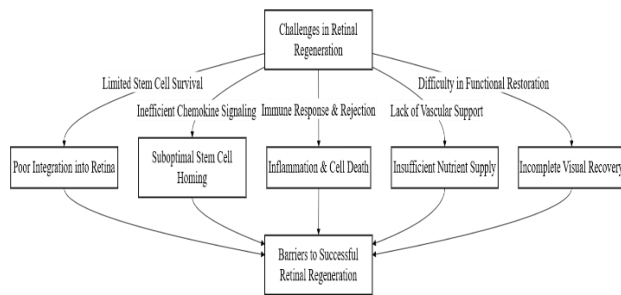 Challenges in Retinal
Regeneration
Limited Stem Cell Survival
Difficulty in Functional Restoration
Inefficient Chemokine Signaling
Immune Response & Rejection
Lack of Vascular Support
Poor Integration into Retina
Suboptimal Stem Cell
Homing
Inflammation & Cell Death
Insufficient Nutrient Supply
Incomplete Visual Recovery
Barriers to Successful
Retinal Regeneration